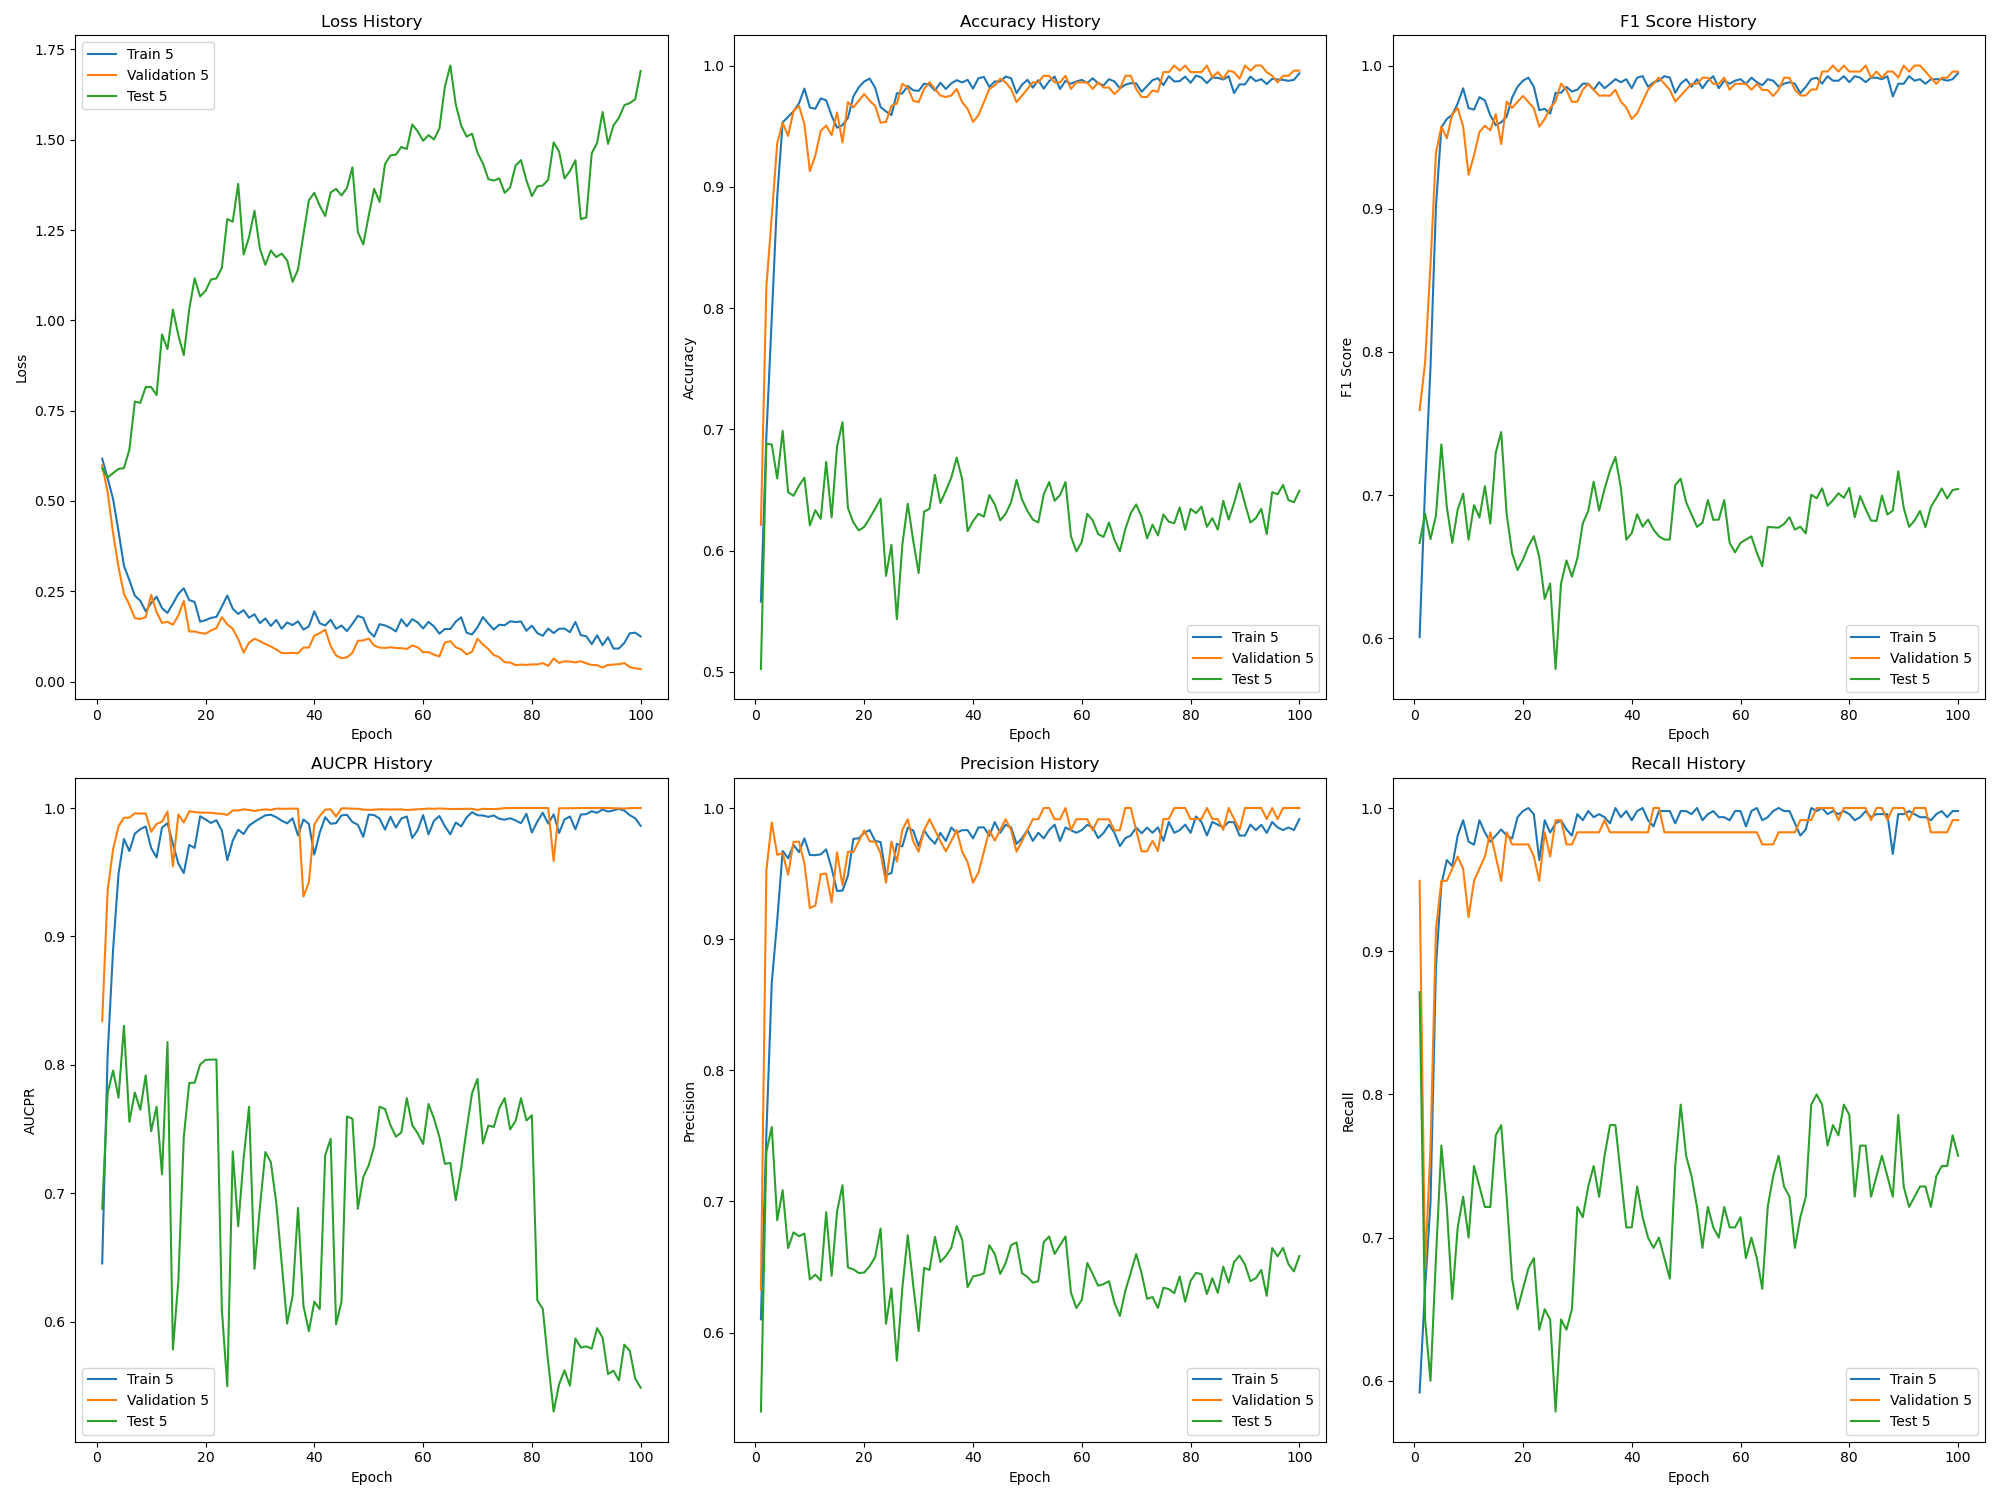 Loss History
Train 5
Validation 5
Test 5
1.75
1.50
1.25
1.00
0.75
0.50
0.25
0.00
Loss
0
20
40
60
80
100
Epoch
Accuracy History
1.0
0.9
0.8
0.7
0.6
0.5
Accuracy
Train 5
Validation 5
Test 5
0
20
40
60
80
100
Epoch
F1 Score History
1.0
0.9
0.8
0.7
0.6
F1 Score
Train 5
Validation 5
Test 5
0
20
40
60
80
100
Epoch
AUCPR History
1.0
0.9
0.8
0.7
0.6
AUCPR
Train 5
Validation 5
Test 5
0
20
40
60
80
100
Epoch
Precision History
1.0
0.9
0.8
0.7
0.6
Precision
Train 5
Validation 5
Test 5
0
20
40
60
80
100
Epoch
Recall History
1.0
0.9
0.8
0.7
0.6
Recall
Train 5
Validation 5
Test 5
0
20
40
60
80
100
Epoch